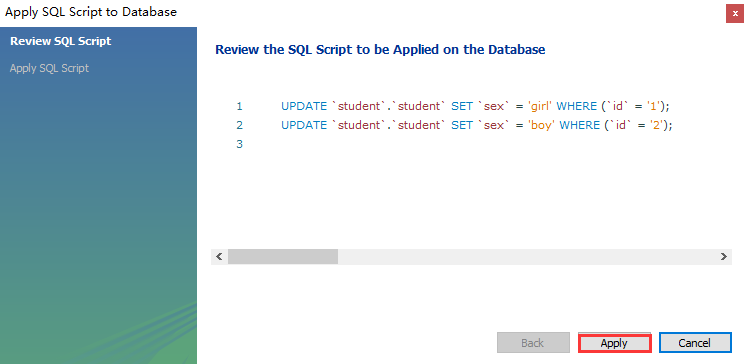 Apply SQL Script to Database
x
Review SQL Script
Apply SQL Script
Review the SQL Script to be Applied on the Database
1 UPDATE `student`.`student` SET `sex` = 'girl' WHERE (`id` = '1');
2 UPDATE `student`.`student` SET `sex` = 'boy' WHERE (`id` = '2');
3
Back Apply Cancel